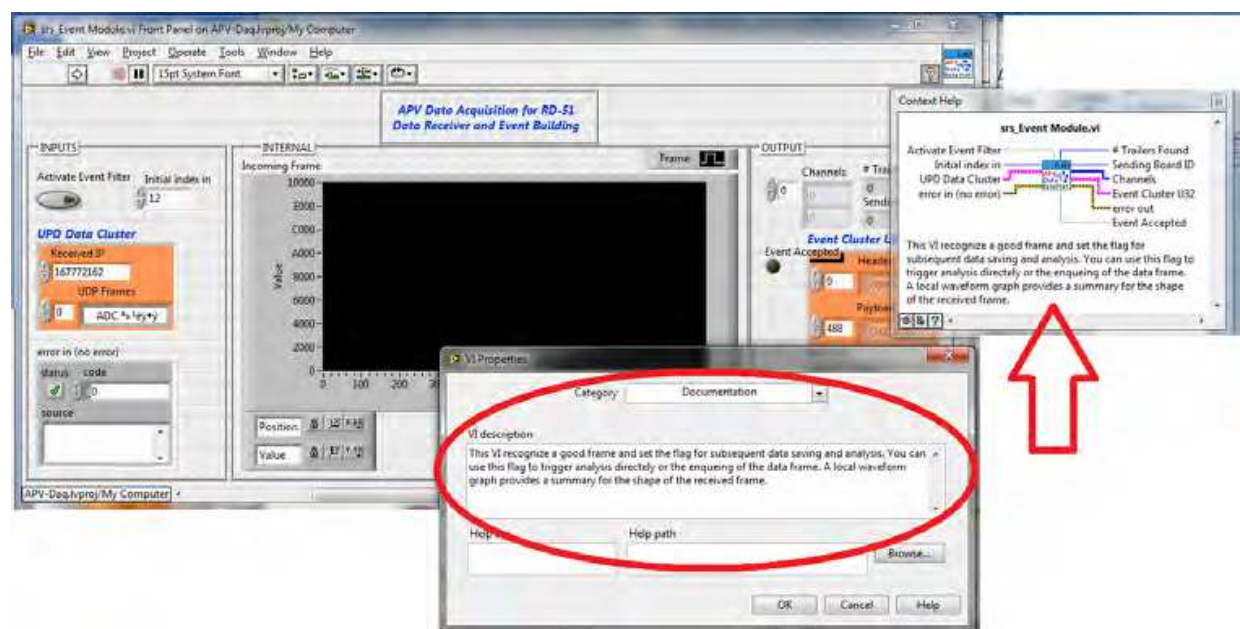 srs_Event Module.vi Front Panel on APV-Daq.lvproj/My Computer
File Edit View Project Operate Tools Window Help
15pt System Font
APV Data Acquisition for RD-51
Data Receiver and Event Building
INPUTS
Activate Event Filter
Initial index in
12
UPD Data Cluster
Received IP
167772162
UDP Frames
0
error in (no error)
status code
0
source
INTERNAL
Incoming Frame
Frame
Value
10000
8000
6000
4000
2000
0
0 100 200
Position
Value
OUTPUT
Channels
0
0
Event Accepted
0
488
APV-Daq.lvproj/My Computer
Context Help
srs_Event Module.vi
Activate Event Filter
Initial index in
UPD Data Cluster
error in (no error)
# Trailers Found
Sending Board ID
Channels
Event Cluster U32
error out
Event Accepted
This VI recognize a good frame and set the flag for
subsequent data saving and analysis. You can use this flag to
trigger analysis directely or the enqueing of the data frame.
A local waveform graph provides a summary for the shape
of the received frame.
VI Properties
Category
Documentation
VI description
This VI recognize a good frame and set the flag for subsequent data saving and analysis. You can
use this flag to trigger analysis directely or the enqueing of the data frame. A local waveform
graph provides a summary for the shape of the received frame.
Help
Help path
Browse...
OK
Cancel
Help